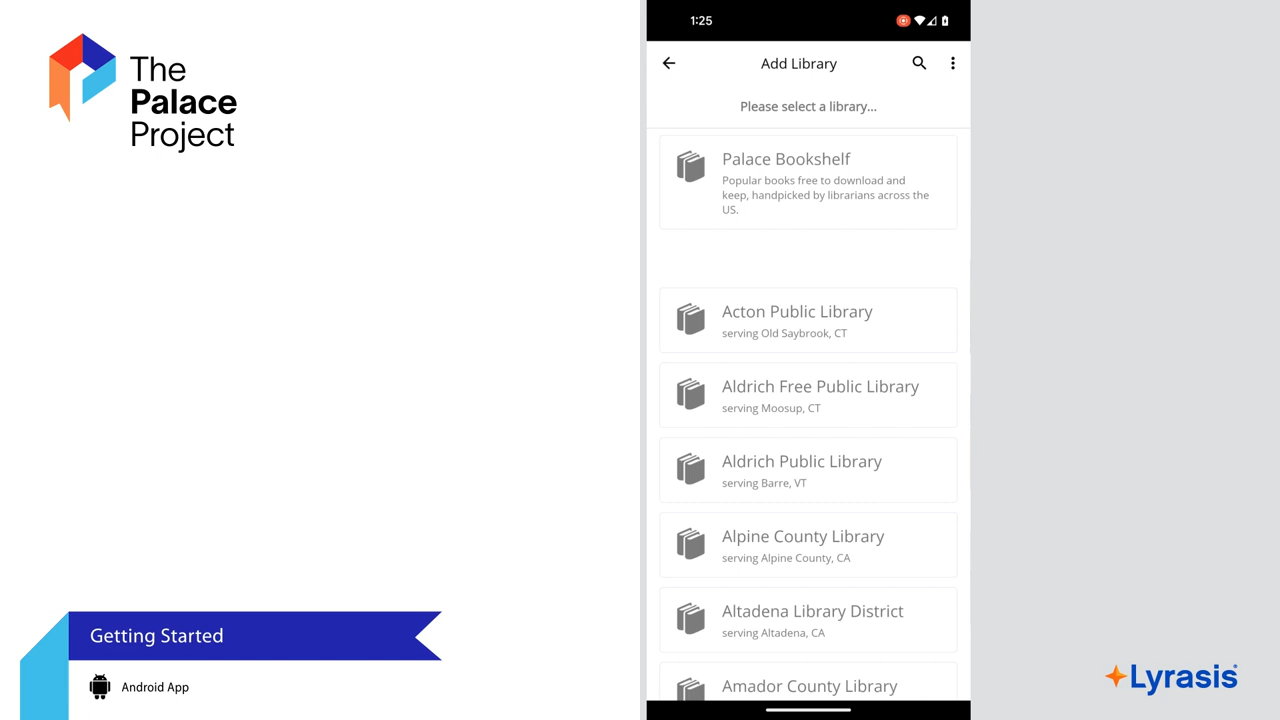 The
Palace
Project
1:25
Add Library
Please select a library...
Palace Bookshelf
Popular books free to download and
keep, handpicked by librarians across the
US.
Acton Public Library
serving Old Saybrook, CT
Aldrich Free Public Library
serving Moosup, CT
Aldrich Public Library
serving Barre, VT
Alpine County Library
serving Alpine County, CA
Altadena Library District
serving Altadena, CA
Amador County Library
Getting Started
Android App
Lyrasis